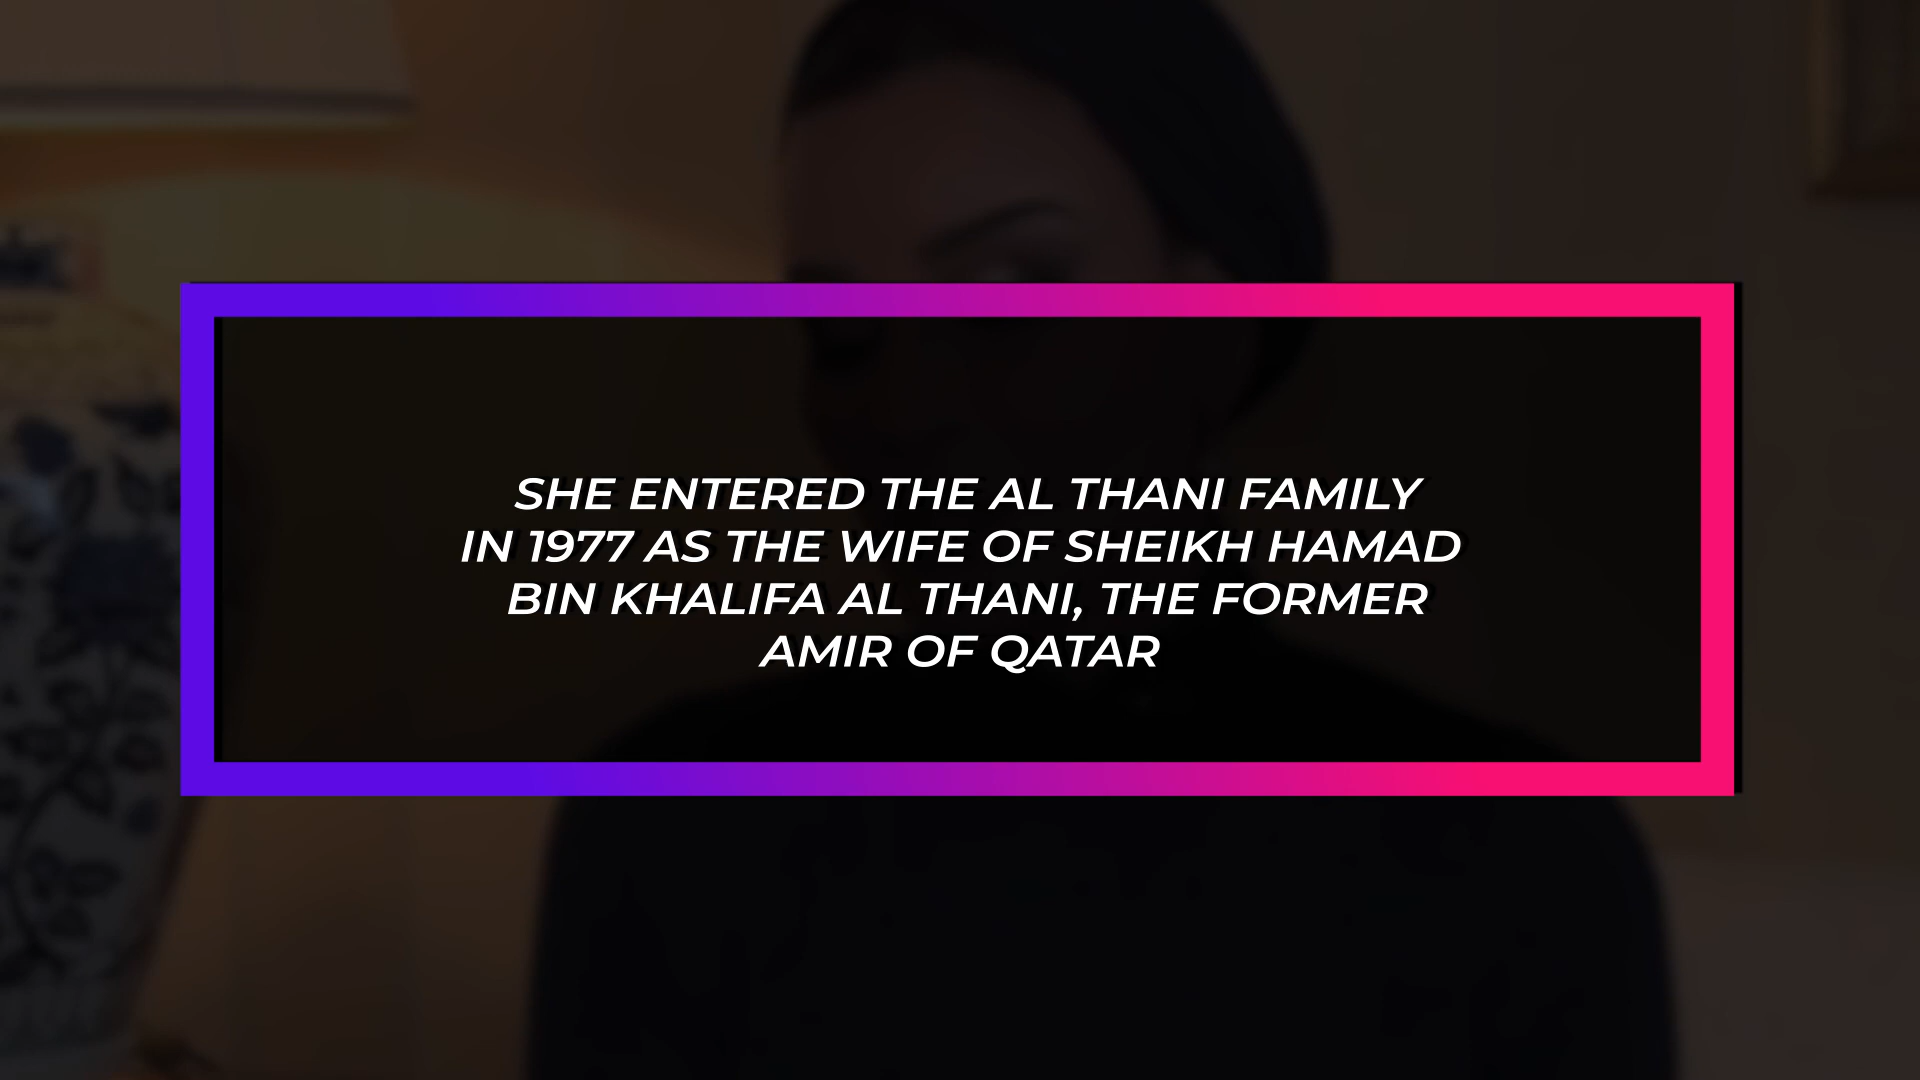 SHE ENTERED THE AL THANI FAMILY
IN 1977 AS THE WIFE OF SHEIKH HAMAD
BIN KHALIFA AL THANI, THE FORMER
AMIR OF QATAR